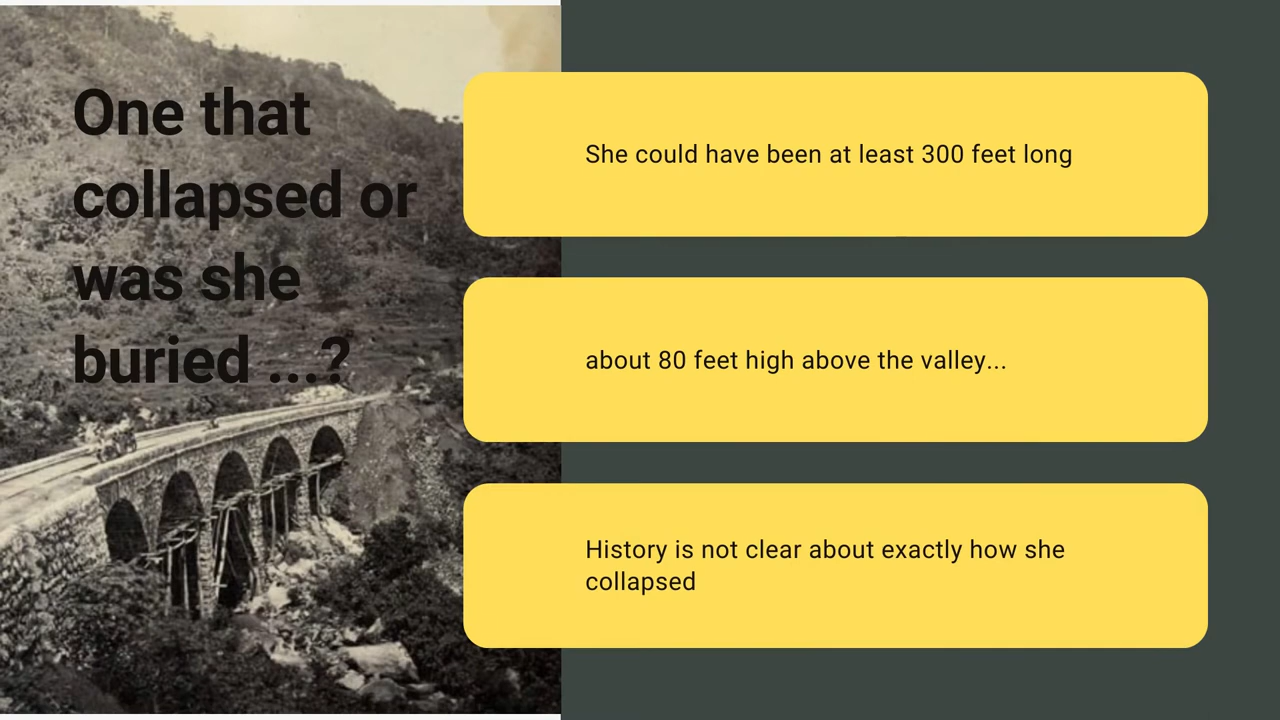 One that
collapsed or
was she
buried ...?
She could have been at least 300 feet long
about 80 feet high above the valley...
History is not clear about exactly how she
collapsed